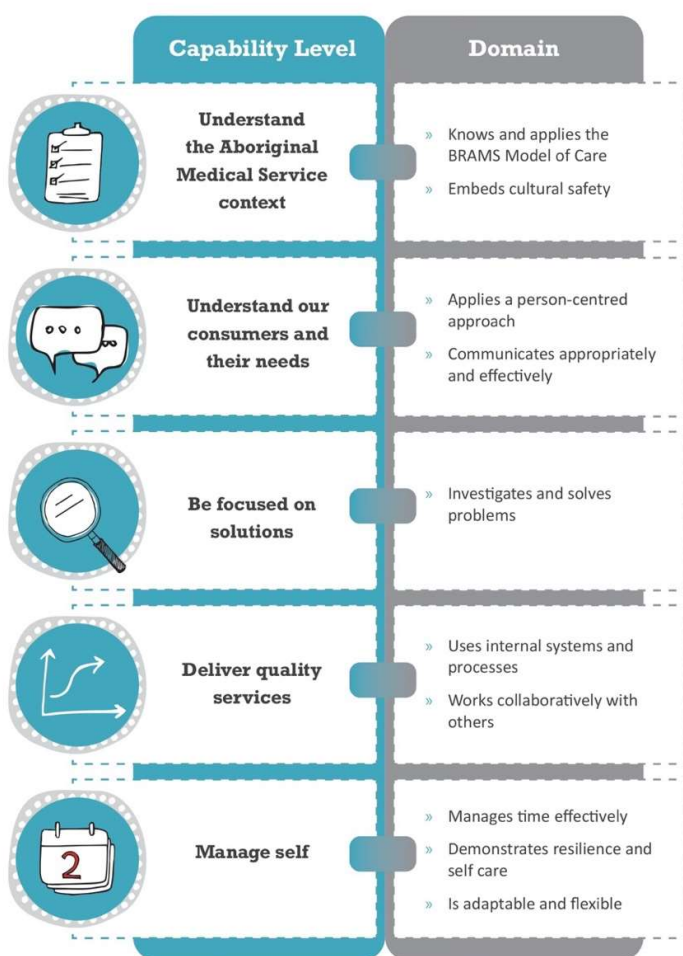 Capability Level
Domain
Understand
the Aboriginal
Medical Service
context
» Knows and applies the
BRAMS Model of Care
» Embeds cultural safety
Understand our
consumers and
their needs
» Applies a person-centred
approach
» Communicates appropriately
and effectively
Be focused on
solutions
» Investigates and solves
problems
Deliver quality
services
» Uses internal systems and
processes
» Works collaboratively with
others
2
Manage self
» Manages time effectively
» Demonstrates resilience and
self care
» Is adaptable and flexible